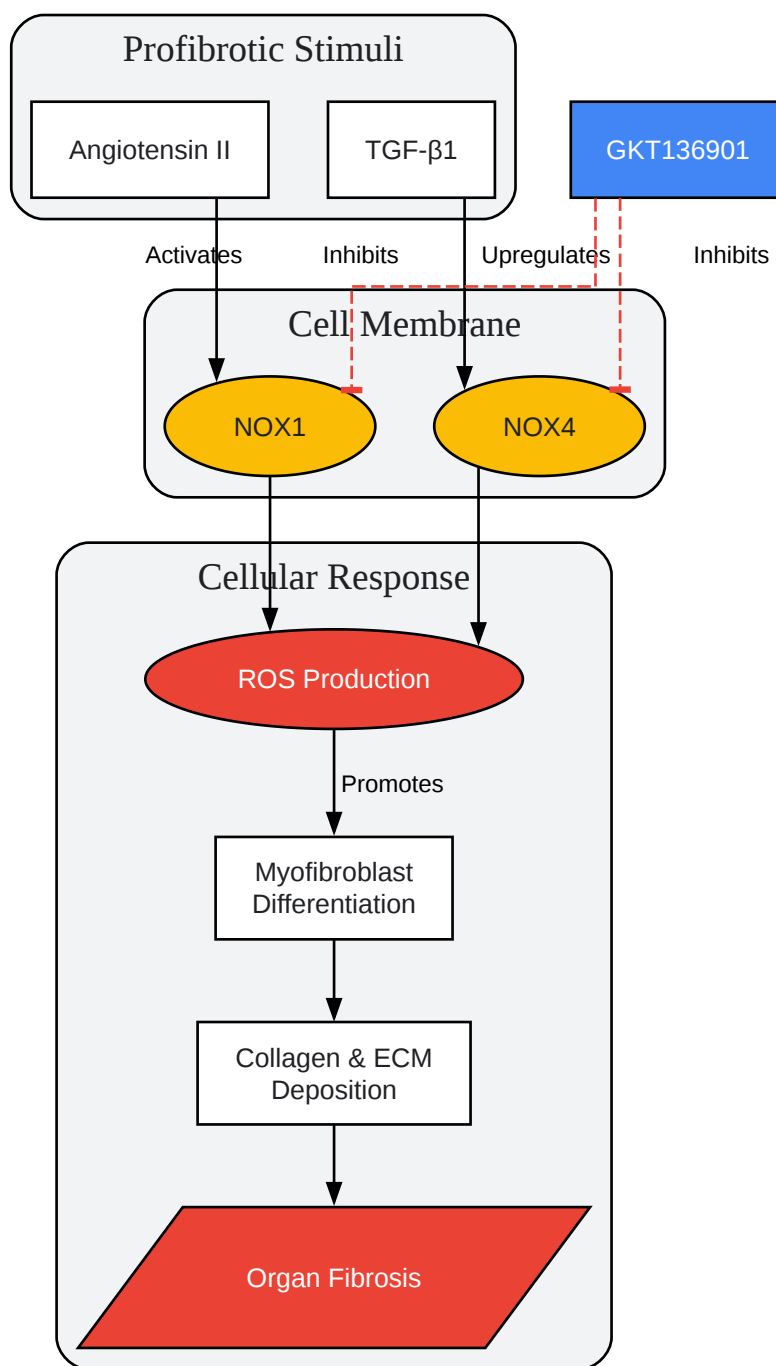 Profibrotic Stimuli
Angiotensin II
TGF-β1
GKT136901
Activates
Inhibits
Upregulates
Inhibits
Cell Membrane
NOX1
NOX4
Cellular Response
ROS Production
Promotes
Myofibroblast
Differentiation
Collagen & ECM
Deposition
Organ Fibrosis